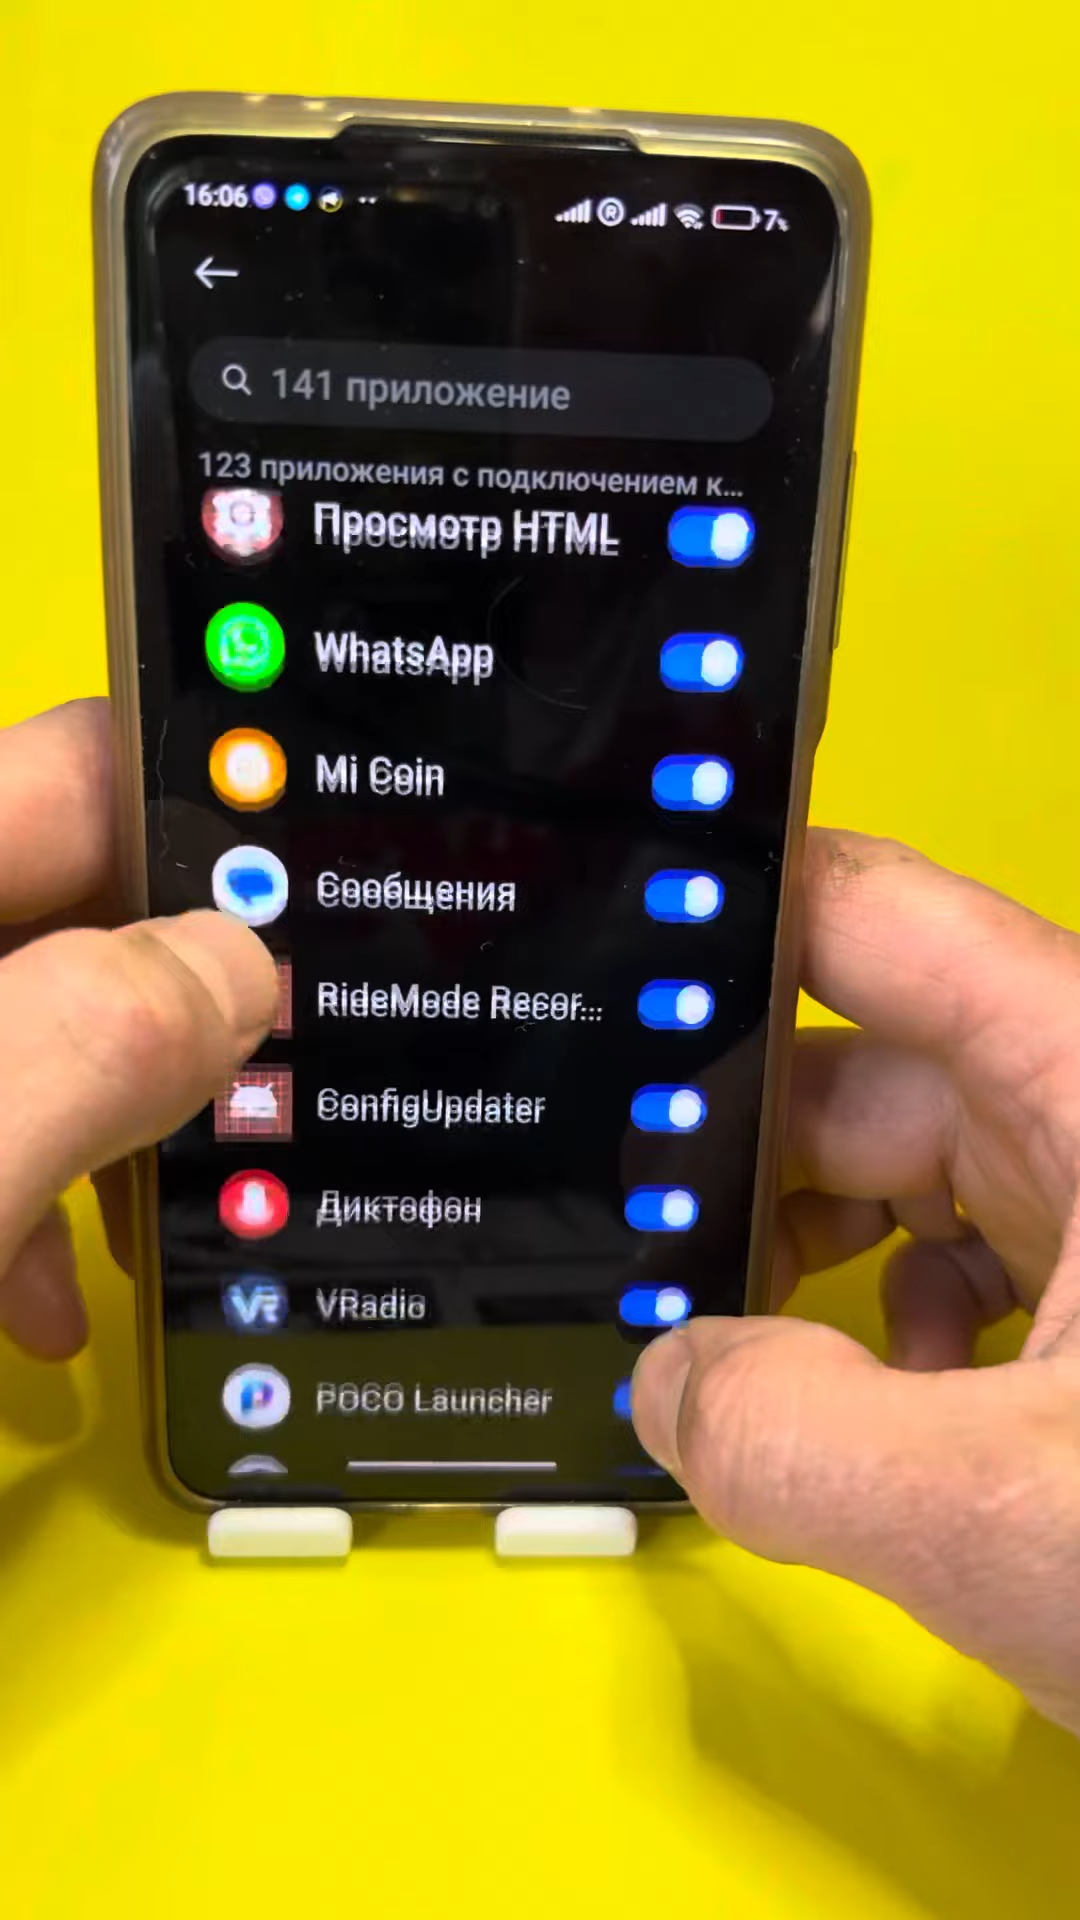 16:06 7%
141 приложение
123 приложения с подключением к...
Просмотр HTML
WhatsApp
Mi Coin
Сообщения
RideMode Recor...
ConfigUpdater
Диктофон
VRadio
POCO Launcher